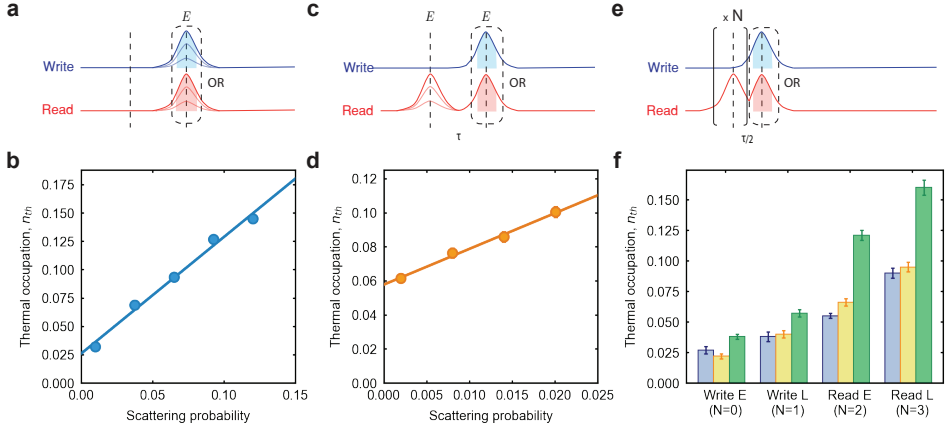 a
E
Write
Read
OR
c
E
E
Write
Read
OR
τ
e
x N
Write
Read
OR
τ/2
b
Thermal occupation, nth
0.175
0.150
0.125
0.100
0.075
0.050
0.025
0.000
0.00
0.05
0.10
0.15
Scattering probability
d
Thermal occupation, nth
0.12
0.10
0.08
0.06
0.04
0.02
0.00
0.000
0.005
0.010
0.015
0.020
0.025
Scattering probability
f
Thermal occupation, nth
0.150
0.125
0.100
0.075
0.050
0.025
0.000
Write E
(N=0)
Write L
(N=1)
Read E
(N=2)
Read L
(N=3)